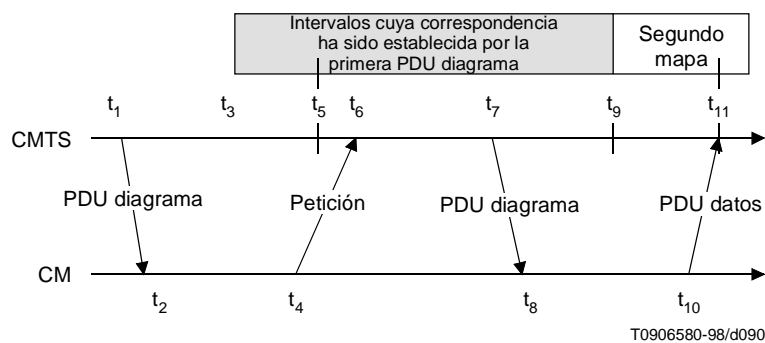 Intervalos cuya correspondencia
ha sido establecida por la
primera PDU diagrama
Segundo
mapa
t1 t3 t5 t6 t7 t9 t11
CMTS
PDU diagrama Petición PDU diagrama PDU datos
CM
t2 t4 t8 t10
T0906580-98/d090